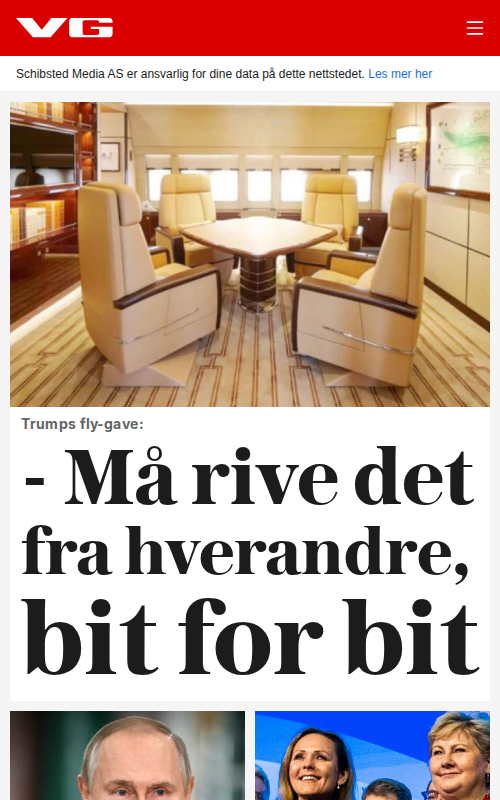 VG
Schibsted Media AS er ansvarlig for dine data på dette nettstedet. Les mer her
Trumps fly-gave:
- Må rive det
fra hverandre,
bit for bit